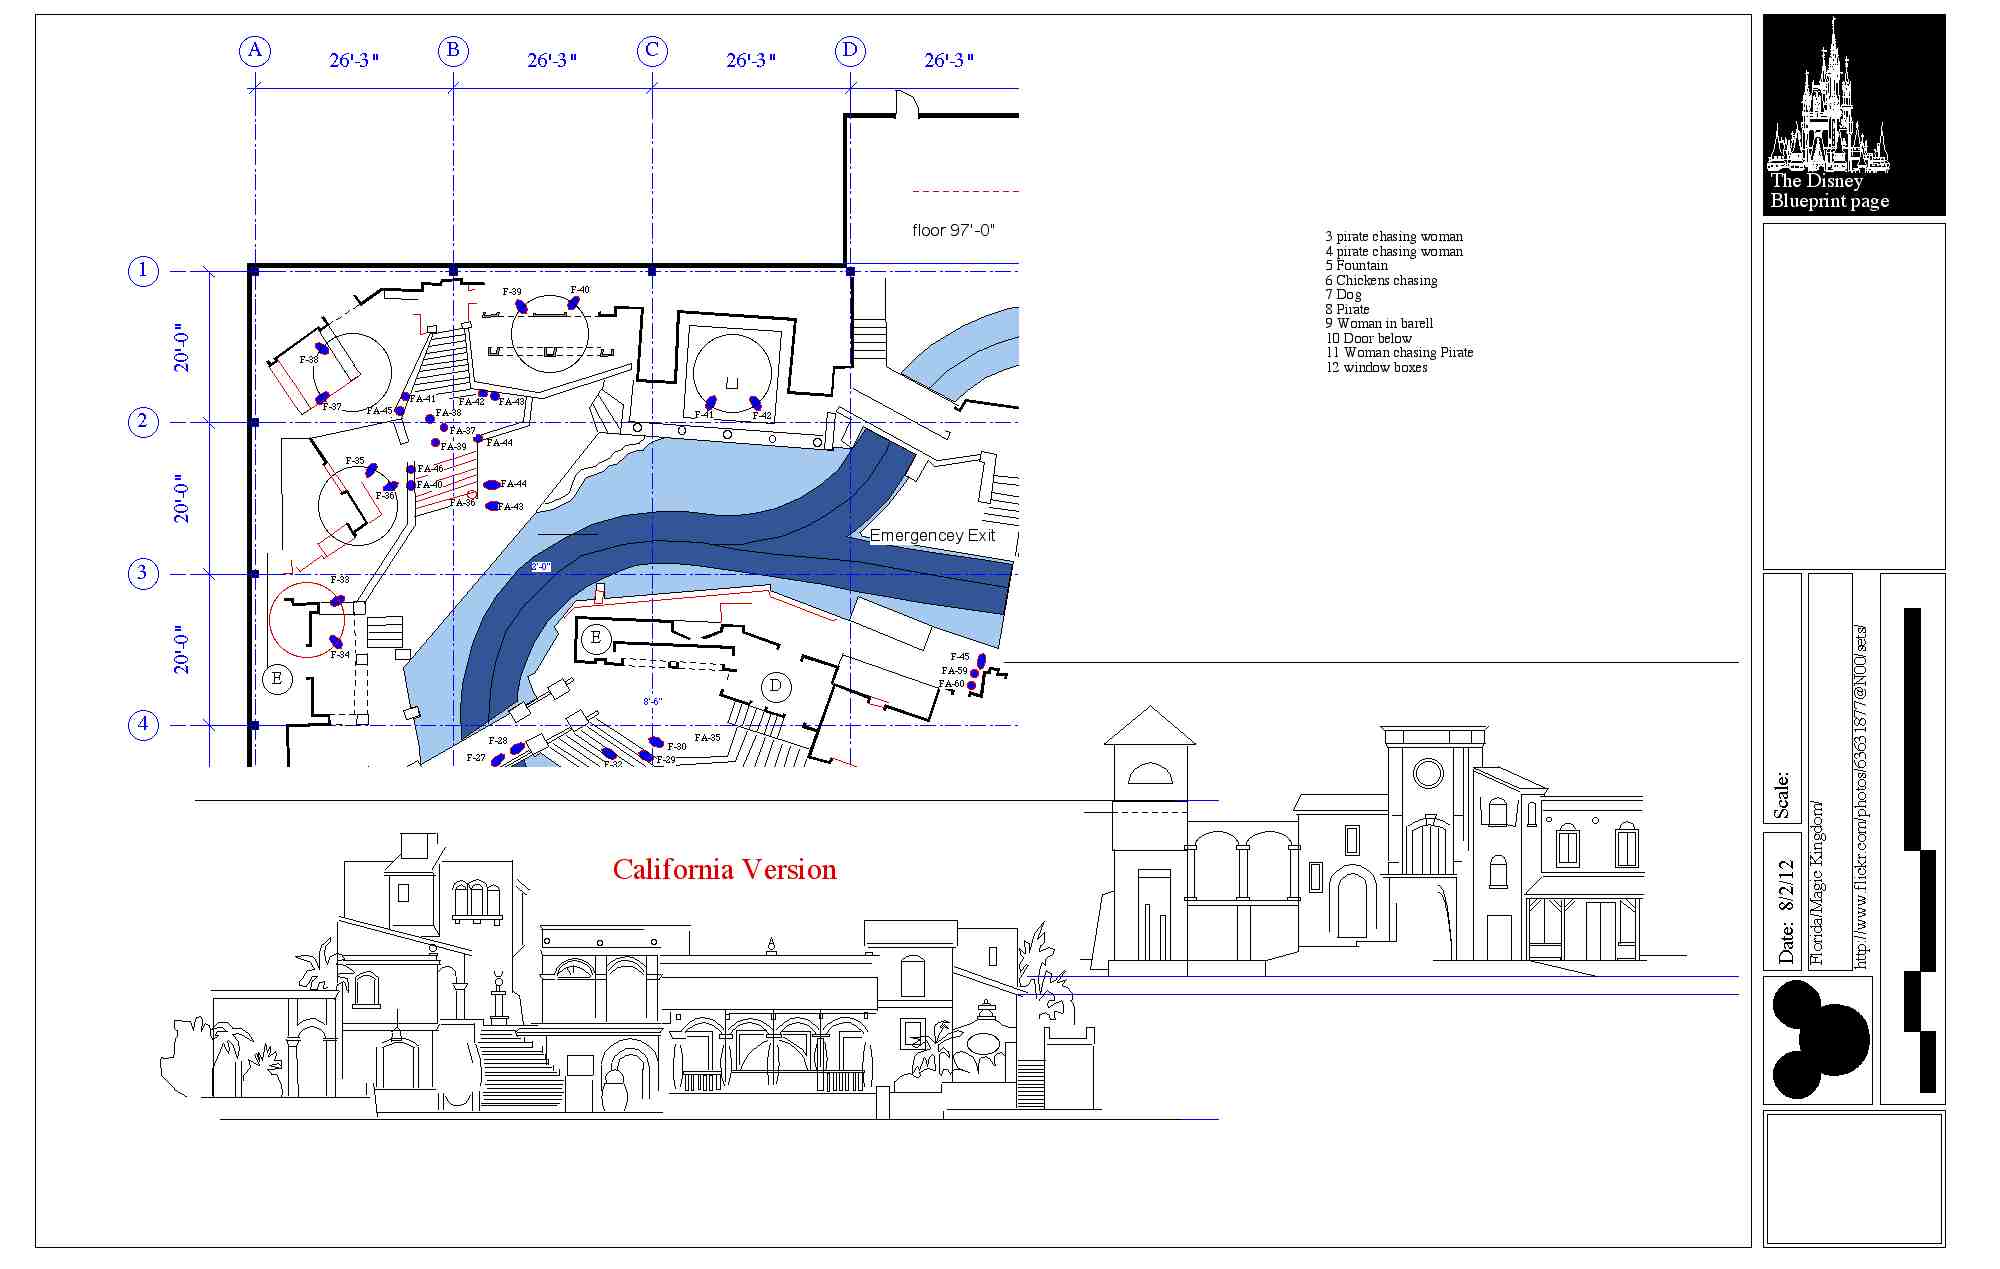 A
B
C
D
26'-3"
26'-3"
26'-3"
26'-3"
The Disney
Blueprint page
floor 97'-0"
3 pirate chasing woman
4 pirate chasing woman
5 Fountain
6 Chickens chasing
7 Dog
8 Pirate
9 Woman in barell
10 Door below
11 Woman chasing Pirate
12 window boxes
1
2
3
4
20'-0"
20'-0"
20'-0"
F-39
F-40
F-38
F-37
FA-41
FA-45
FA-42
FA-43
FA-38
FA-37
FA-39
FA-44
F-41
F-42
F-35
F-36
FA-46
FA-40
FA-44
FA-36
FA-43
Emergencey Exit
2'-0"
F-33
F-34
E
E
D
F-45
FA-59
FA-60
8'-6"
FA-35
F-28
F-27
F-30
F-29
F-32
California Version
Scale:
Date: 8/2/12
Florida/Magic Kingdom/
http://www.flickr.com/photos/63631877@N00/sets/